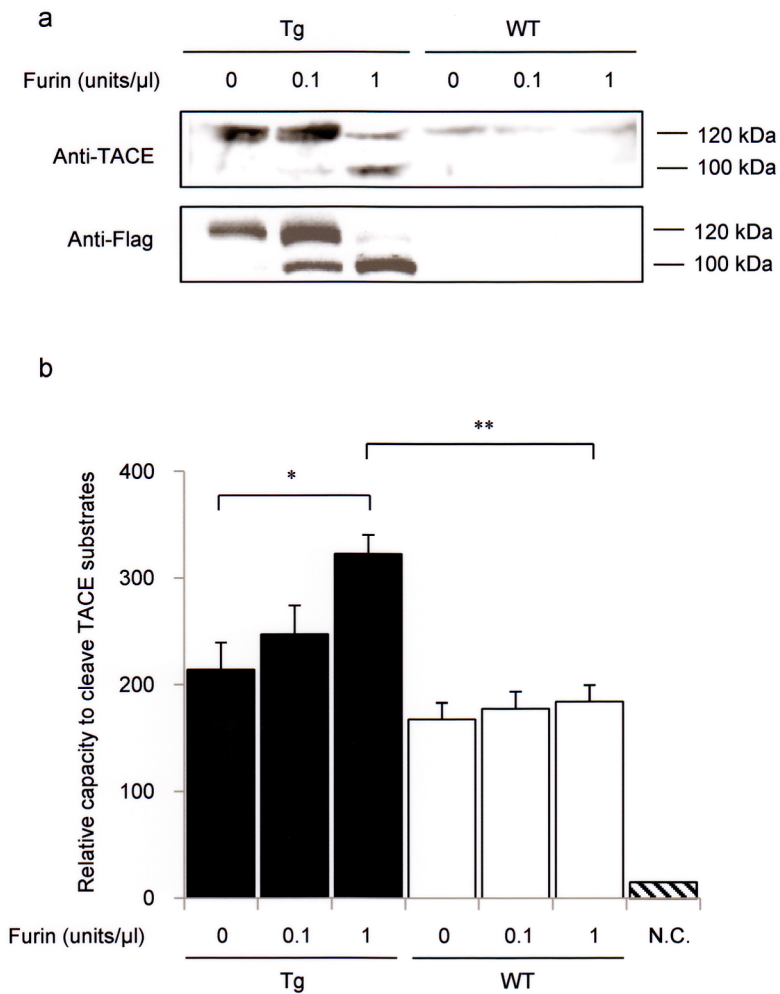 a
Tg WT
Furin (units/µl) 0 0.1 1 0 0.1 1
Anti-TACE
120 kDa
100 kDa
Anti-Flag
120 kDa
100 kDa
b
**
*
Relative capacity to cleave TACE substrates
400
300
200
100
0
Furin (units/µl) 0 0.1 1 0 0.1 1 N.C.
Tg WT